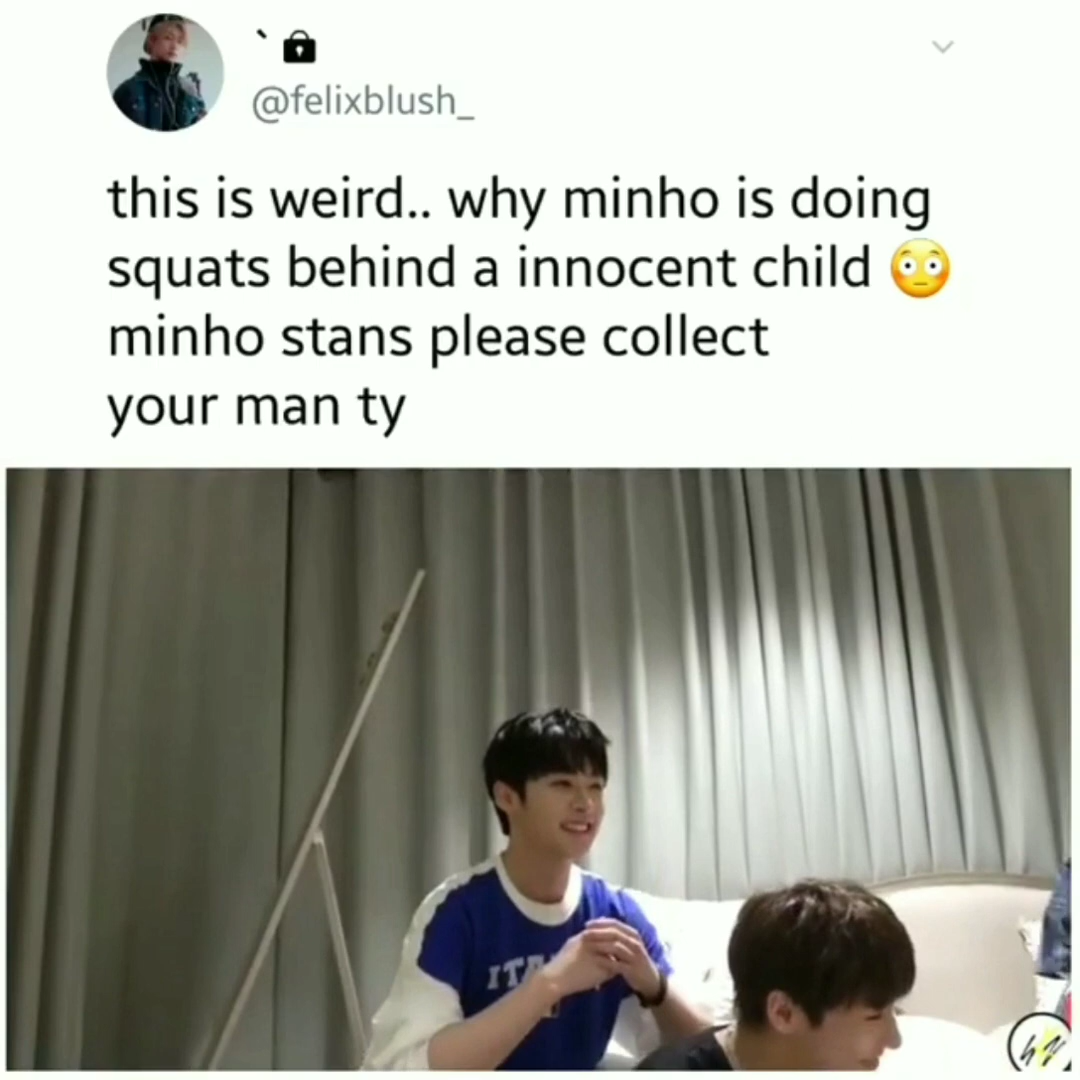 @felixblush_
this is weird.. why minho is doing
squats behind a innocent child 😳
minho stans please collect
your man ty